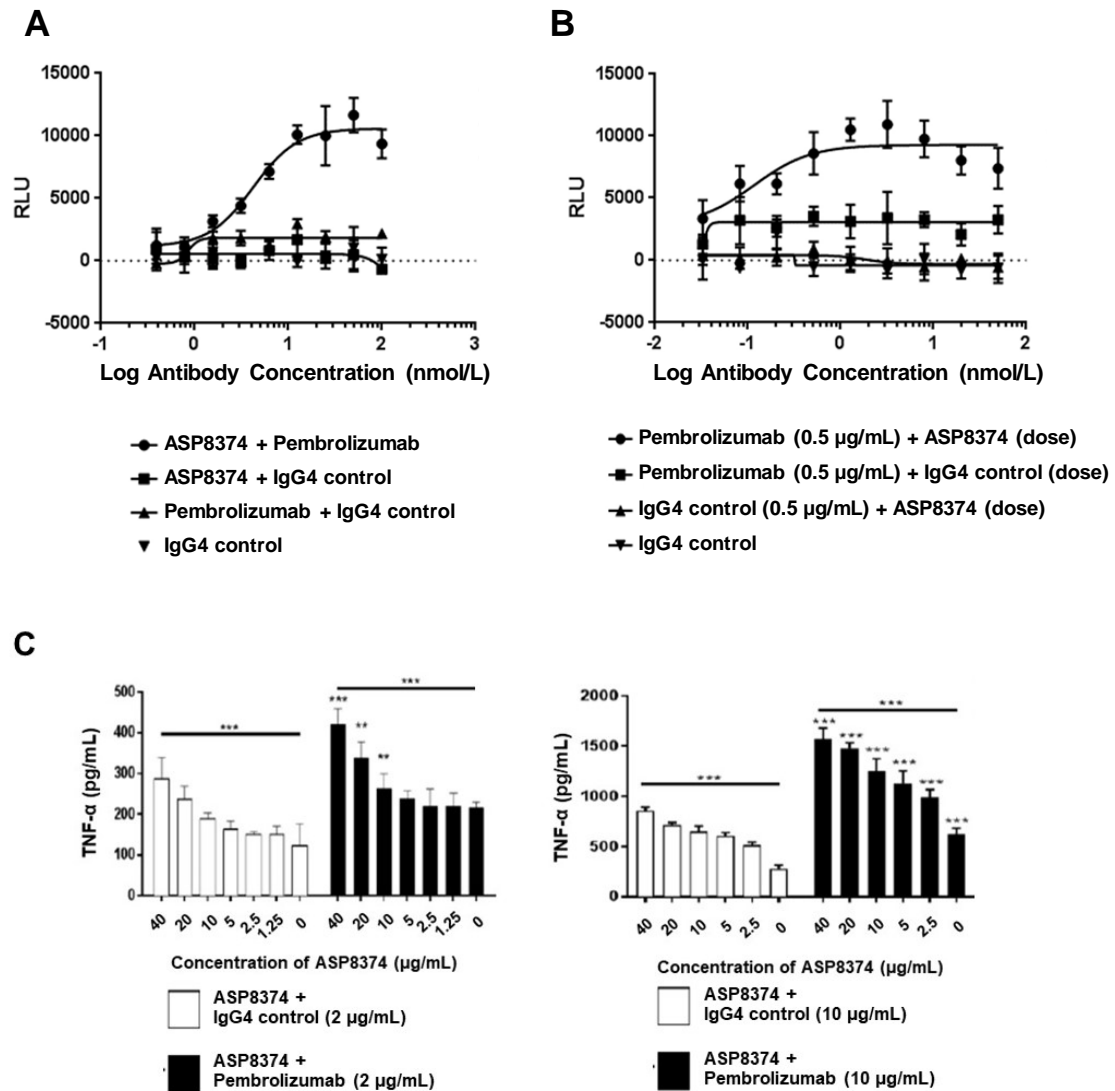 A
B
15000
10000
5000
0
-5000
RLU
-1
0
1
2
3
Log Antibody Concentration (nmol/L)
15000
10000
5000
0
-5000
RLU
-2
-1
0
1
2
Log Antibody Concentration (nmol/L)
ASP8374 + Pembrolizumab
ASP8374 + IgG4 control
Pembrolizumab + IgG4 control
IgG4 control
Pembrolizumab (0.5 µg/mL) + ASP8374 (dose)
Pembrolizumab (0.5 µg/mL) + IgG4 control (dose)
IgG4 control (0.5 µg/mL) + ASP8374 (dose)
IgG4 control
C
500
400
300
200
100
0
TNF-α (pg/mL)
***
***
***
**
**
40 20 10 5 2.5 1.25 0 40 20 10 5 2.5 1.25 0
Concentration of ASP8374 (µg/mL)
ASP8374 +
IgG4 control (2 µg/mL)
ASP8374 +
Pembrolizumab (2 µg/mL)
2000
1500
1000
500
0
TNF-α (pg/mL)
***
***
***
***
***
***
***
***
40 20 10 5 2.5 0 40 20 10 5 2.5 0
Concentration of ASP8374 (µg/mL)
ASP8374 +
IgG4 control (10 µg/mL)
ASP8374 +
Pembrolizumab (10 µg/mL)